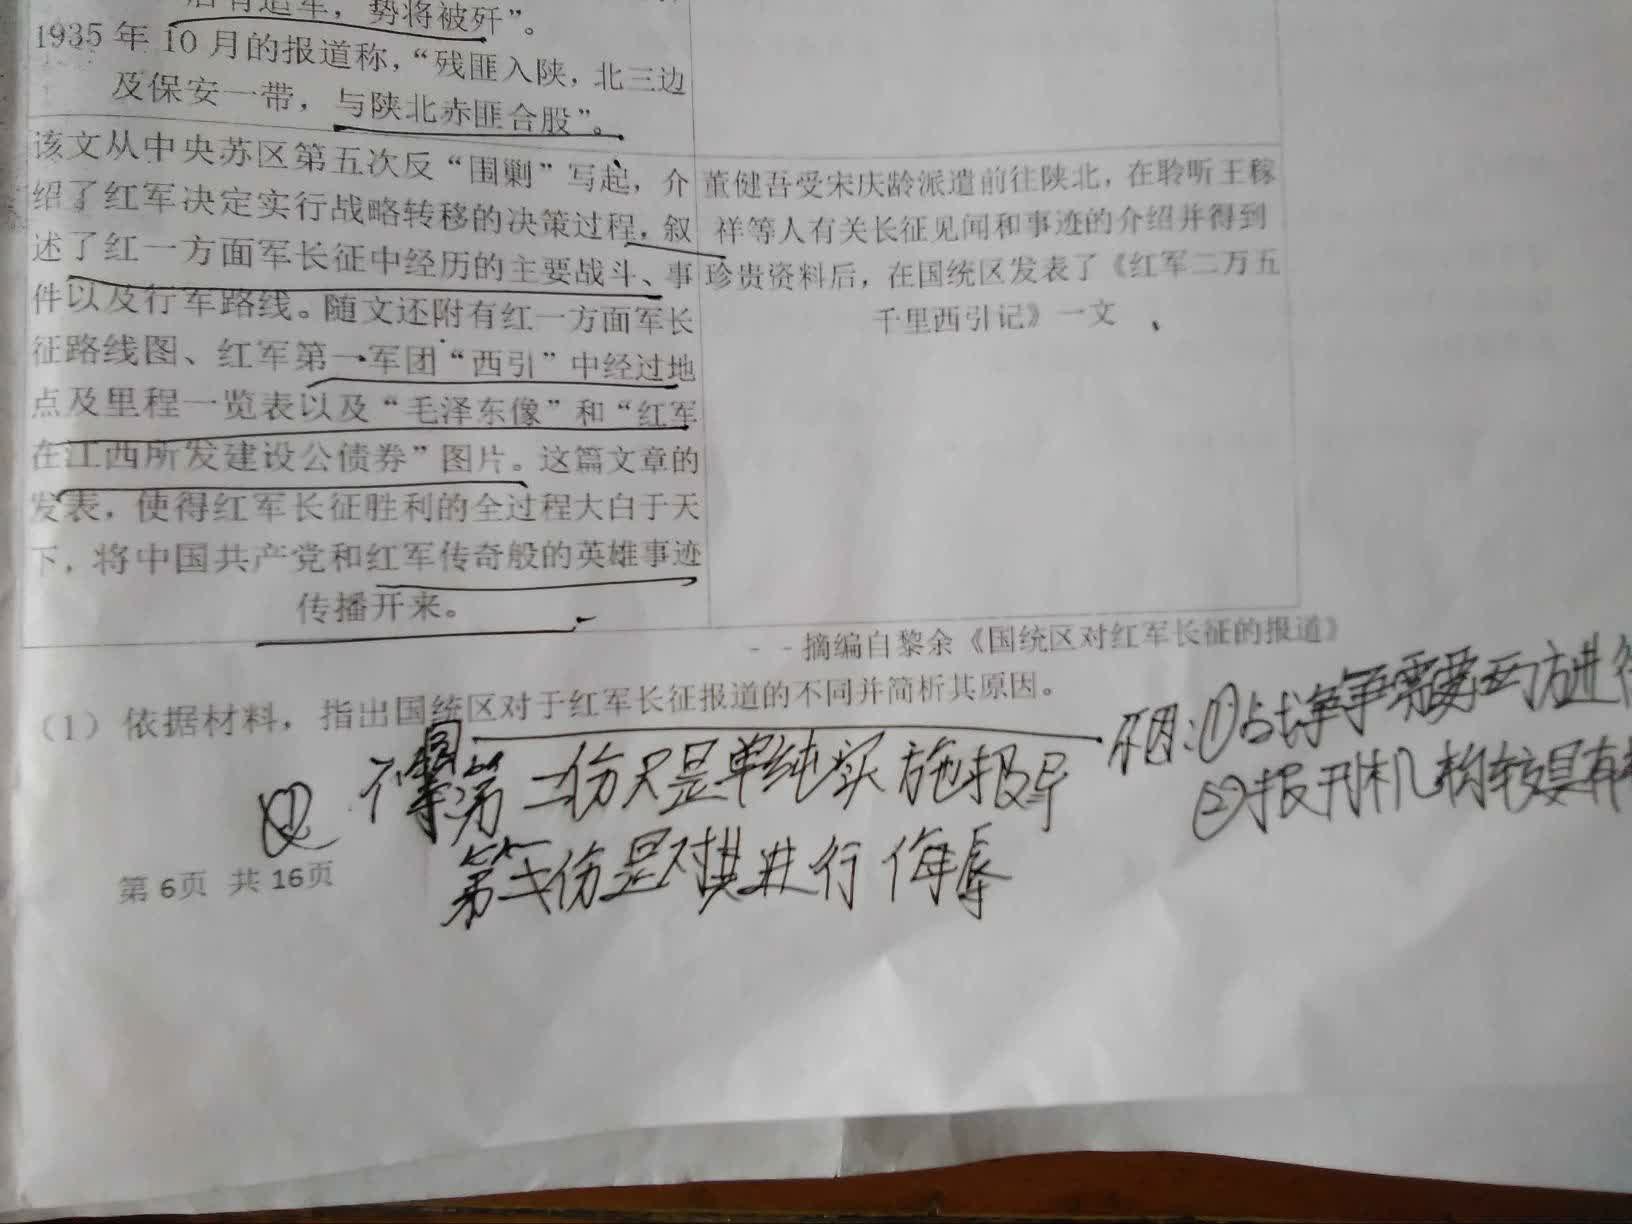 后有追军，势将被歼”。
1935年10月的报道称，“残匪入陕，北三边
及保安一带，与陕北赤匪合股”。
该文从中央苏区第五次反“围剿”写起，介
绍了红军决定实行战略转移的决策过程，叙
述了红一方面军长征中经历的主要战斗、事
件以及行军路线。随文还附有红一方面军长
征路线图、红军第一军团“西引”中经过地
点及里程一览表以及“毛泽东像”和“红军
在江西所发建设公债券”图片。这篇文章的
发表，使得红军长征胜利的全过程大白于天
下，将中国共产党和红军传奇般的英雄事迹
传播开来。
董健吾受宋庆龄派遣前往陕北，在聆听王稼
祥等人有关长征见闻和事迹的介绍并得到
珍贵资料后，在国统区发表了《红军二万五
千里西引记》一文
--摘编自黎余《国统区对红军长征的报道》
（1）依据材料，指出国统区对于红军长征报道的不同并简析其原因。
不同 第二份只是单纯实施报导
第一份是对其进行侮辱
原因：①战争需要双方进行
②报刊机构较具有
第6页 共16页